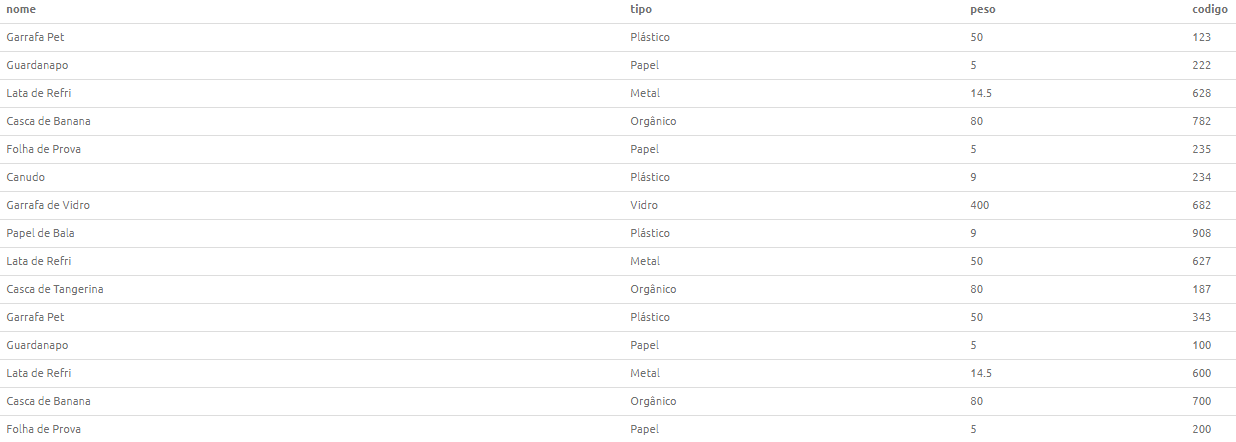 nome tipo peso codigo
Garrafa Pet Plástico 50 123
Guardanapo Papel 5 222
Lata de Refri Metal 14.5 628
Casca de Banana Orgânico 80 782
Folha de Prova Papel 5 235
Canudo Plástico 9 234
Garrafa de Vidro Vidro 400 682
Papel de Bala Plástico 9 908
Lata de Refri Metal 50 627
Casca de Tangerina Orgânico 80 187
Garrafa Pet Plástico 50 343
Guardanapo Papel 5 100
Lata de Refri Metal 14.5 600
Casca de Banana Orgânico 80 700
Folha de Prova Papel 5 200